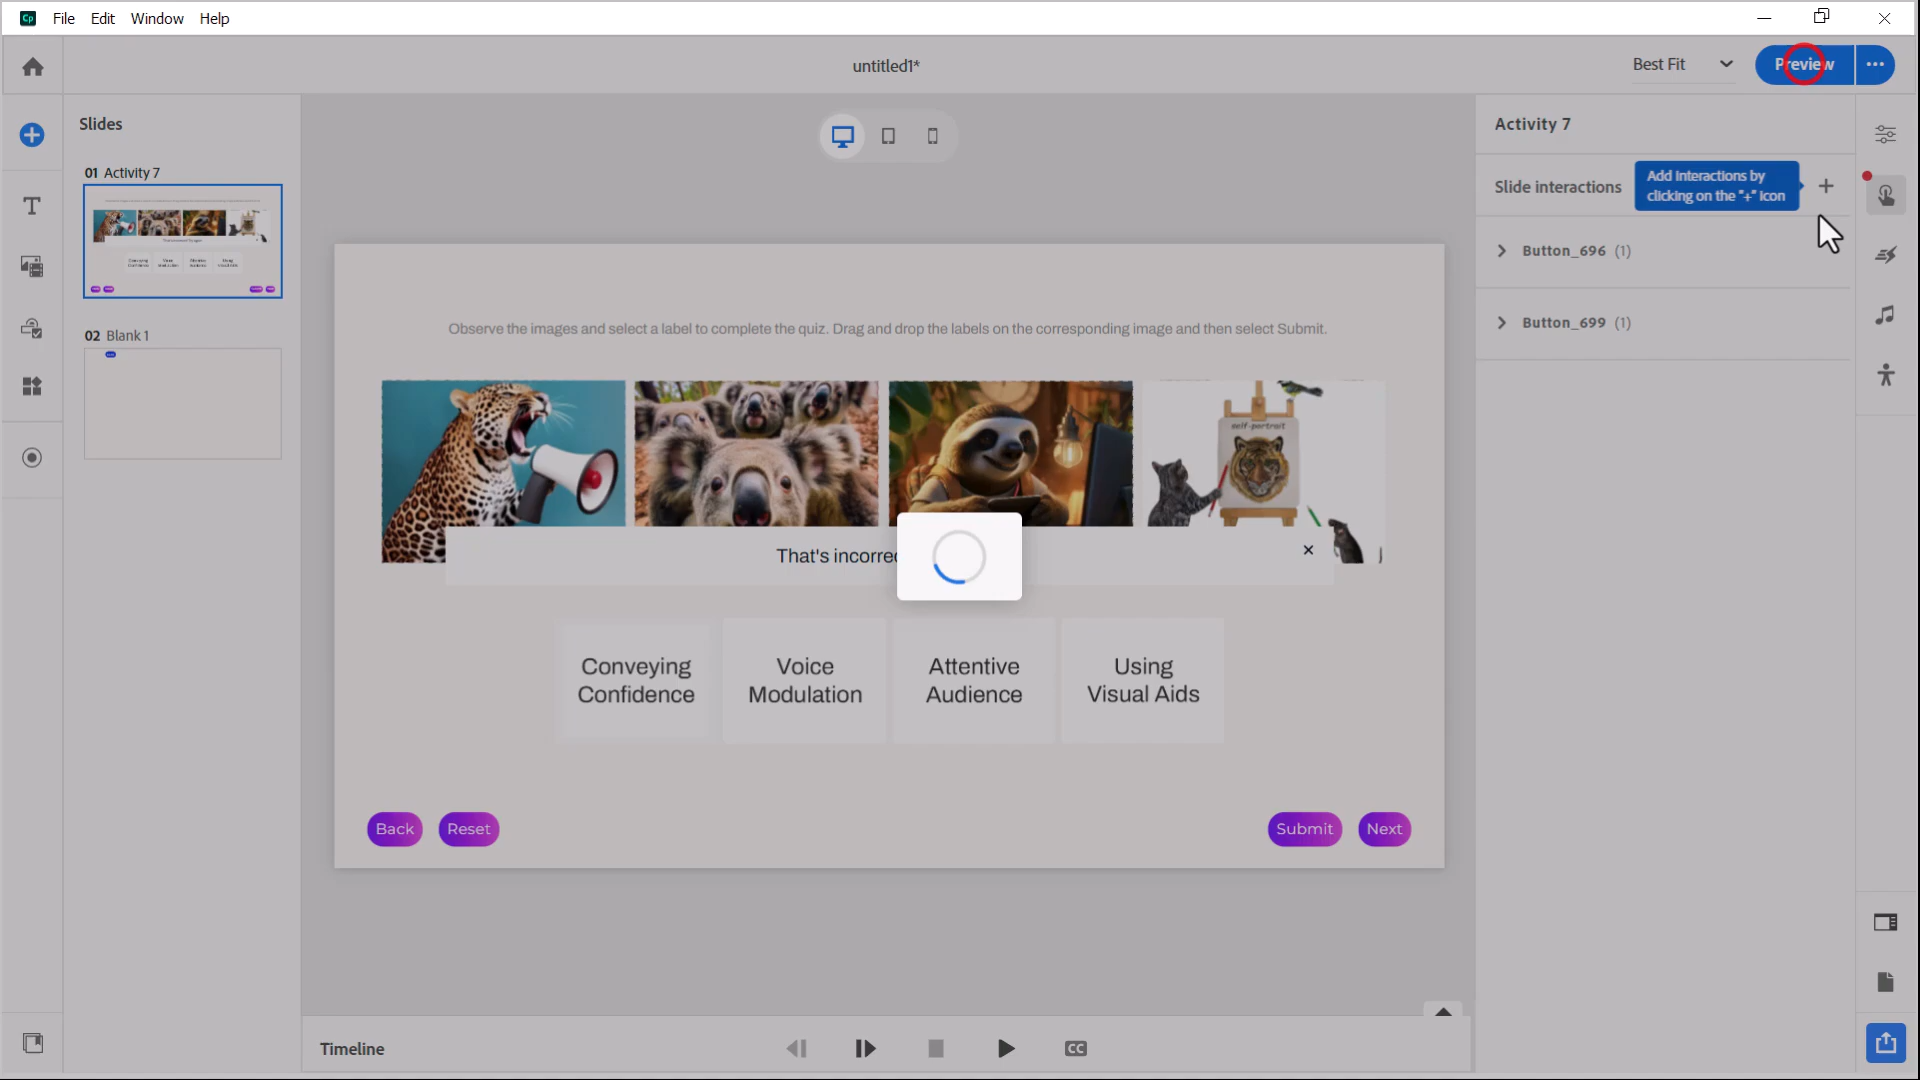 Cp File Edit Window Help
untitled1*
Best Fit
Preview
Slides
01 Activity 7
02 Blank 1
Activity 7
Slide interactions
Add interactions by
clicking on the "+" icon
Button_696 (1)
Button_699 (1)
Observe the images and select a label to complete the quiz. Drag and drop the labels on the corresponding image and then select Submit.
self-portrait
That's
Conveying
Confidence
Voice
Modulation
Attentive
Audience
Using
Visual Aids
Back
Reset
Submit
Next
Timeline
CC